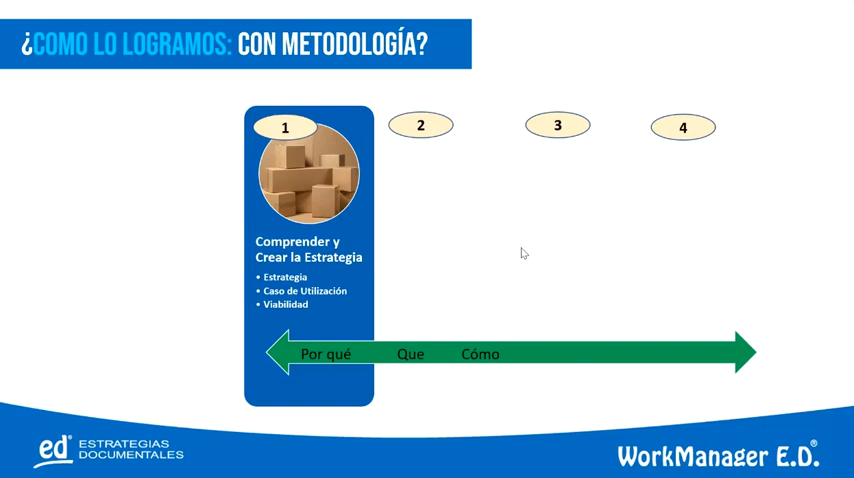 ¿COMO LO LOGRAMOS: CON METODOLOGÍA?
1
2
3
4
Comprender y
Crear la Estrategia
• Estrategia
• Caso de Utilización
• Viabilidad
Por qué Que Cómo
ed® ESTRATEGIAS
DOCUMENTALES
WorkManager E.D.®